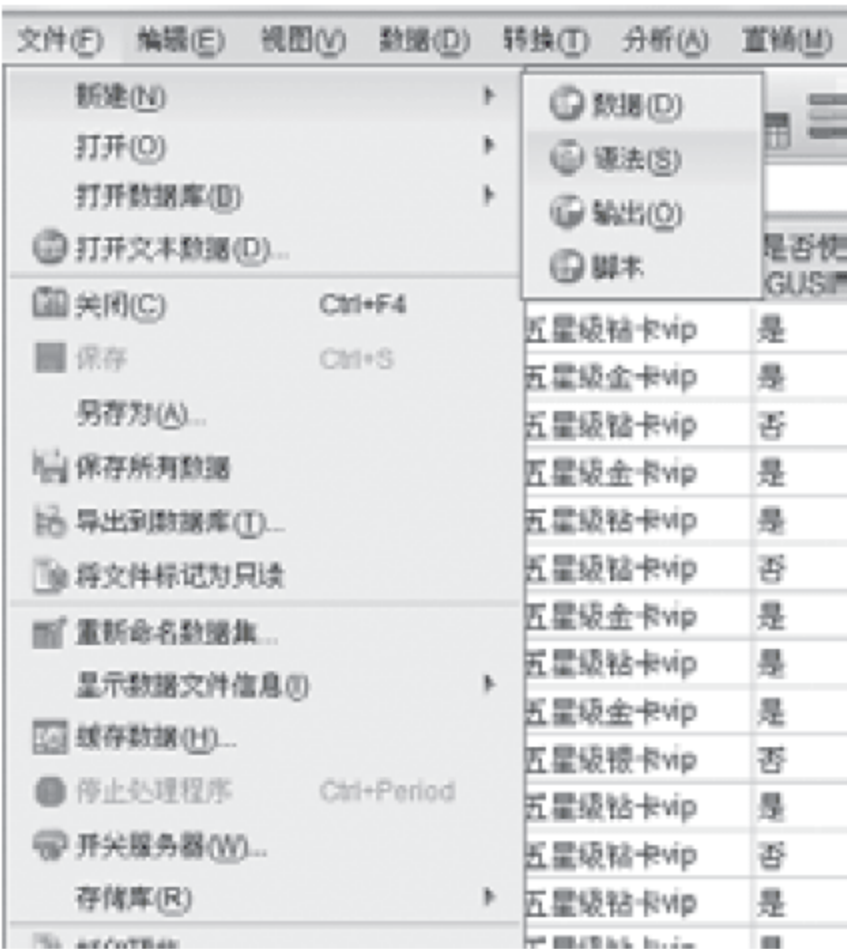 文件(F) 编辑(E) 视图(V) 数据(D) 转换(T) 分析(A) 直销(M)
新建(N)
打开(O)
打开数据库(B)
打开文本数据(D)...
关闭(C) Ctrl+F4
保存 Ctrl+S
另存为(A)...
保存所有数据
导出到数据库(T)...
将文件标记为只读
重新命名数据集...
显示数据文件信息(I)
缓存数据(H)...
停止处理程序 Ctrl+Period
开关服务器(W)...
存储库(R)
数据(D)
语法(S)
输出(O)
脚本
是否使
GUSI
五星级钻卡vip 是
五星级金卡vip 是
五星级钻卡vip 否
五星级金卡vip 是
五星级钻卡vip 是
五星级钻卡vip 否
五星级金卡vip 是
五星级钻卡vip 是
五星级金卡vip 是
五星级银卡vip 否
五星级钻卡vip 是
五星级钻卡vip 否
五星级钻卡vip 是